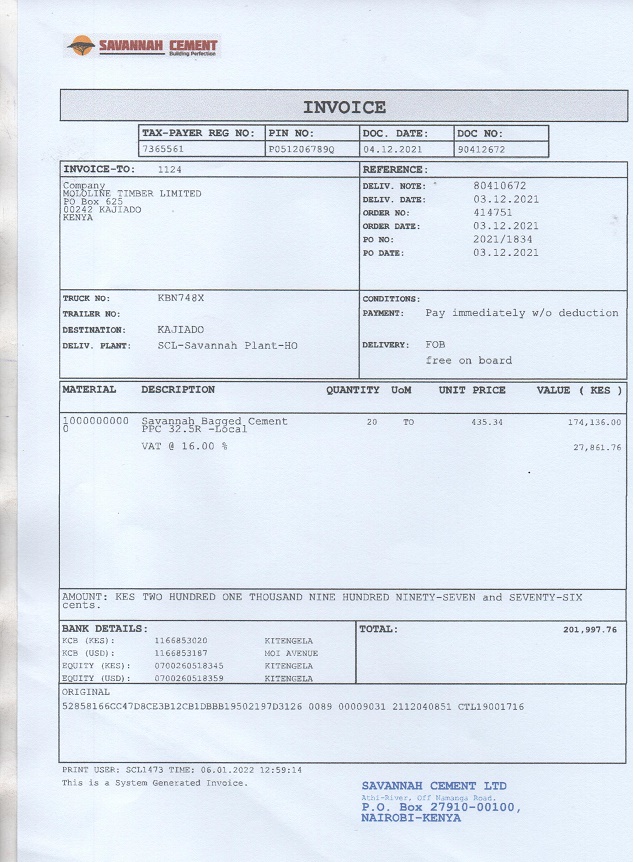 SAVANNAH CEMENT
Building Perfection
INVOICE
TAX-PAYER REG NO: PIN NO: DOC. DATE: DOC NO:
7365561 P051206789Q 04.12.2021 90412672
INVOICE-TO: 1124
Company
MOLOLINE TIMBER LIMITED
PO Box 625
00242 KAJIADO
KENYA
REFERENCE:
DELIV. NOTE: 80410672
DELIV. DATE: 03.12.2021
ORDER NO: 414751
ORDER DATE: 03.12.2021
PO NO: 2021/1834
PO DATE: 03.12.2021
TRUCK NO: KBN748X
TRAILER NO:
DESTINATION: KAJIADO
DELIV. PLANT: SCL-Savannah Plant-HO
CONDITIONS:
PAYMENT: Pay immediately w/o deduction
DELIVERY: FOB
free on board
MATERIAL DESCRIPTION QUANTITY UoM UNIT PRICE VALUE ( KES )
1000000000 Savannah Bagged Cement 20 TO 435.34 174,136.00
0 PPC 32.5R -Local
VAT @ 16.00 % 27,861.76
AMOUNT: KES TWO HUNDRED ONE THOUSAND NINE HUNDRED NINETY-SEVEN and SEVENTY-SIX
cents.
BANK DETAILS:
KCB (KES): 1166853020 KITENGELA
KCB (USD): 1166853187 MOI AVENUE
EQUITY (KES): 0700260518345 KITENGELA
EQUITY (USD): 0700260518359 KITENGELA
TOTAL: 201,997.76
ORIGINAL
52858166CC47D8CE3B12CB1DBBB19502197D3126 0089 00009031 2112040851 CTL19001716
PRINT USER: SCL1473 TIME: 06.01.2022 12:59:14
This is a System Generated Invoice.
SAVANNAH CEMENT LTD
Athi-River, Off Namanga Road.
P.O. Box 27910-00100,
NAIROBI-KENYA